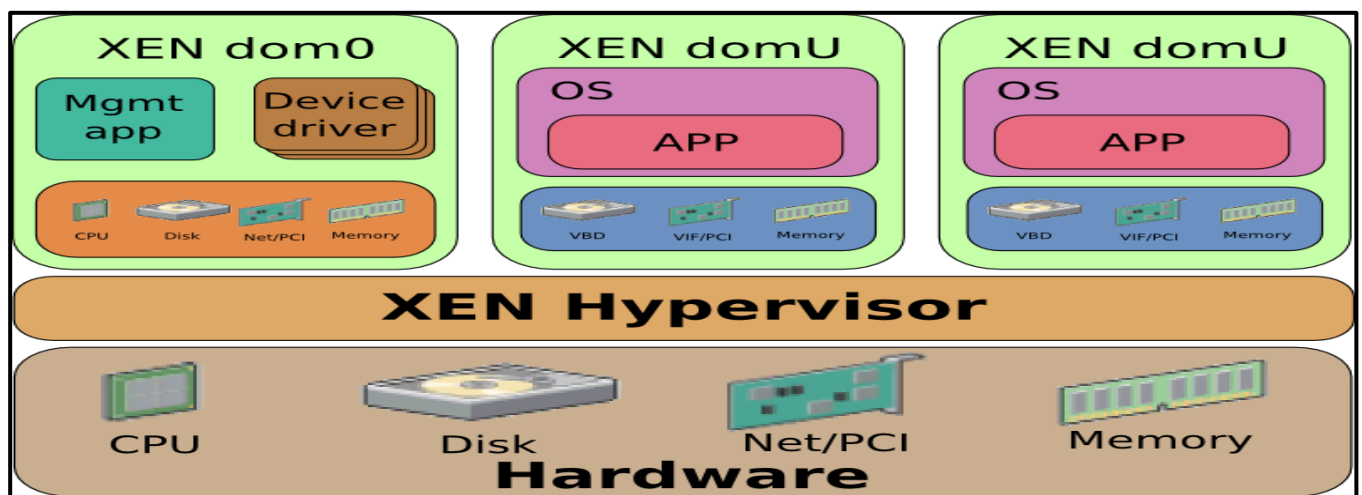 XEN dom0
Mgmt
app
Device
driver
CPU Disk Net/PCI Memory
XEN domU
OS
APP
VBD VIF/PCI Memory
XEN domU
OS
APP
VBD VIF/PCI Memory
XEN Hypervisor
CPU Disk Net/PCI Memory
Hardware